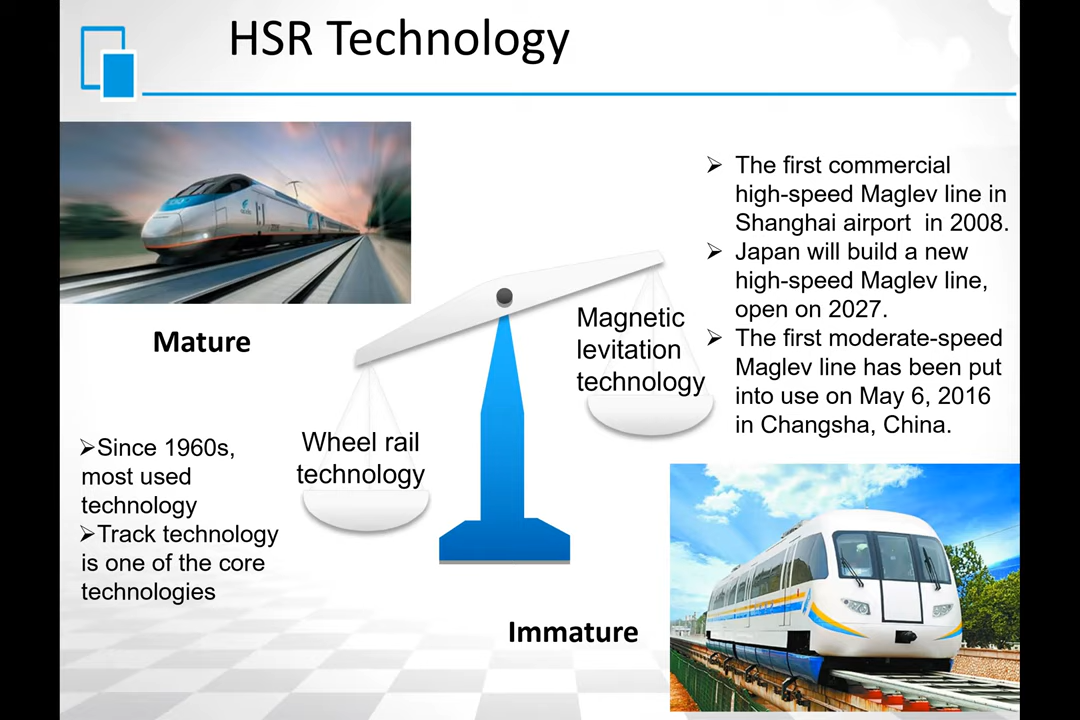 HSR Technology
Mature
➢Since 1960s,
most used
technology
➢Track technology
is one of the core
technologies
Wheel rail
technology
Magnetic
levitation
technology
➢ The first commercial
high-speed Maglev line in
Shanghai airport in 2008.
➢ Japan will build a new
high-speed Maglev line,
open on 2027.
➢ The first moderate-speed
Maglev line has been put
into use on May 6, 2016
in Changsha, China.
Immature